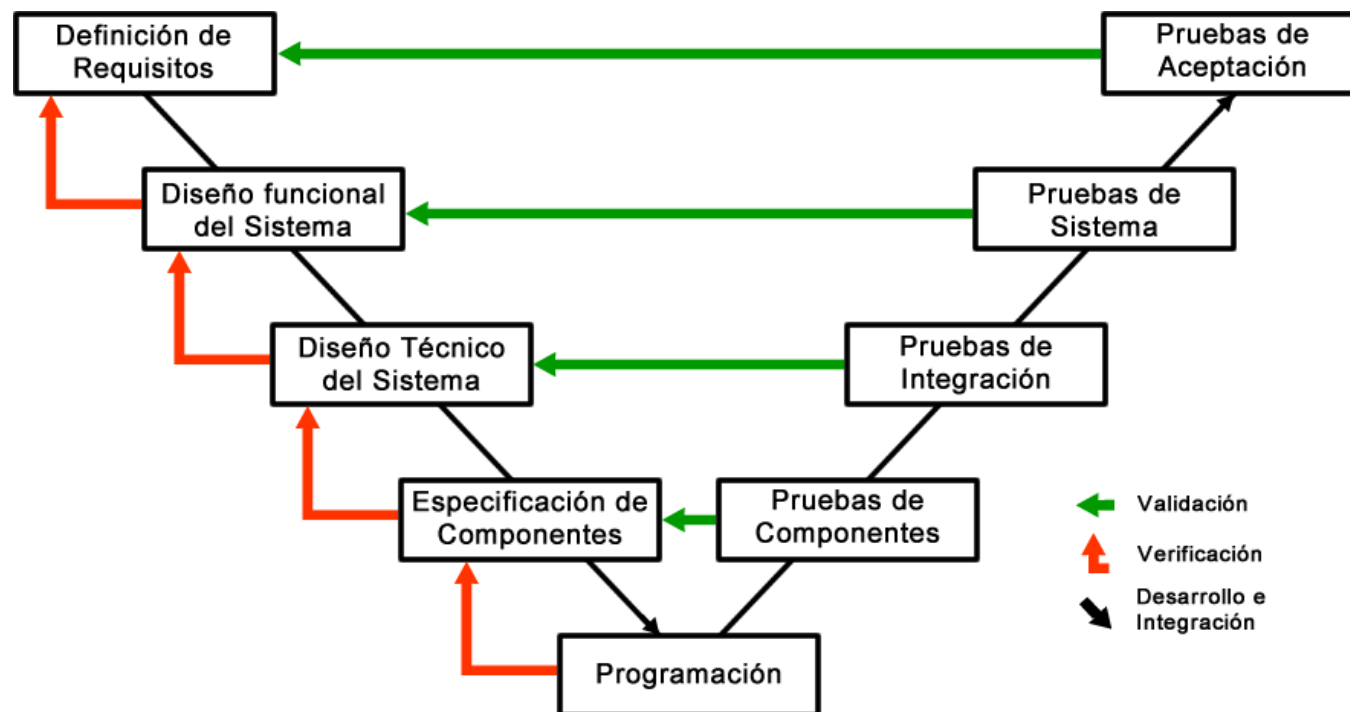 Definición de
Requisitos
Pruebas de
Aceptación
Diseño funcional
del Sistema
Pruebas de
Sistema
Diseño Técnico
del Sistema
Pruebas de
Integración
Especificación de
Componentes
Pruebas de
Componentes
Programación
Validación
Verificación
Desarrollo e
Integración